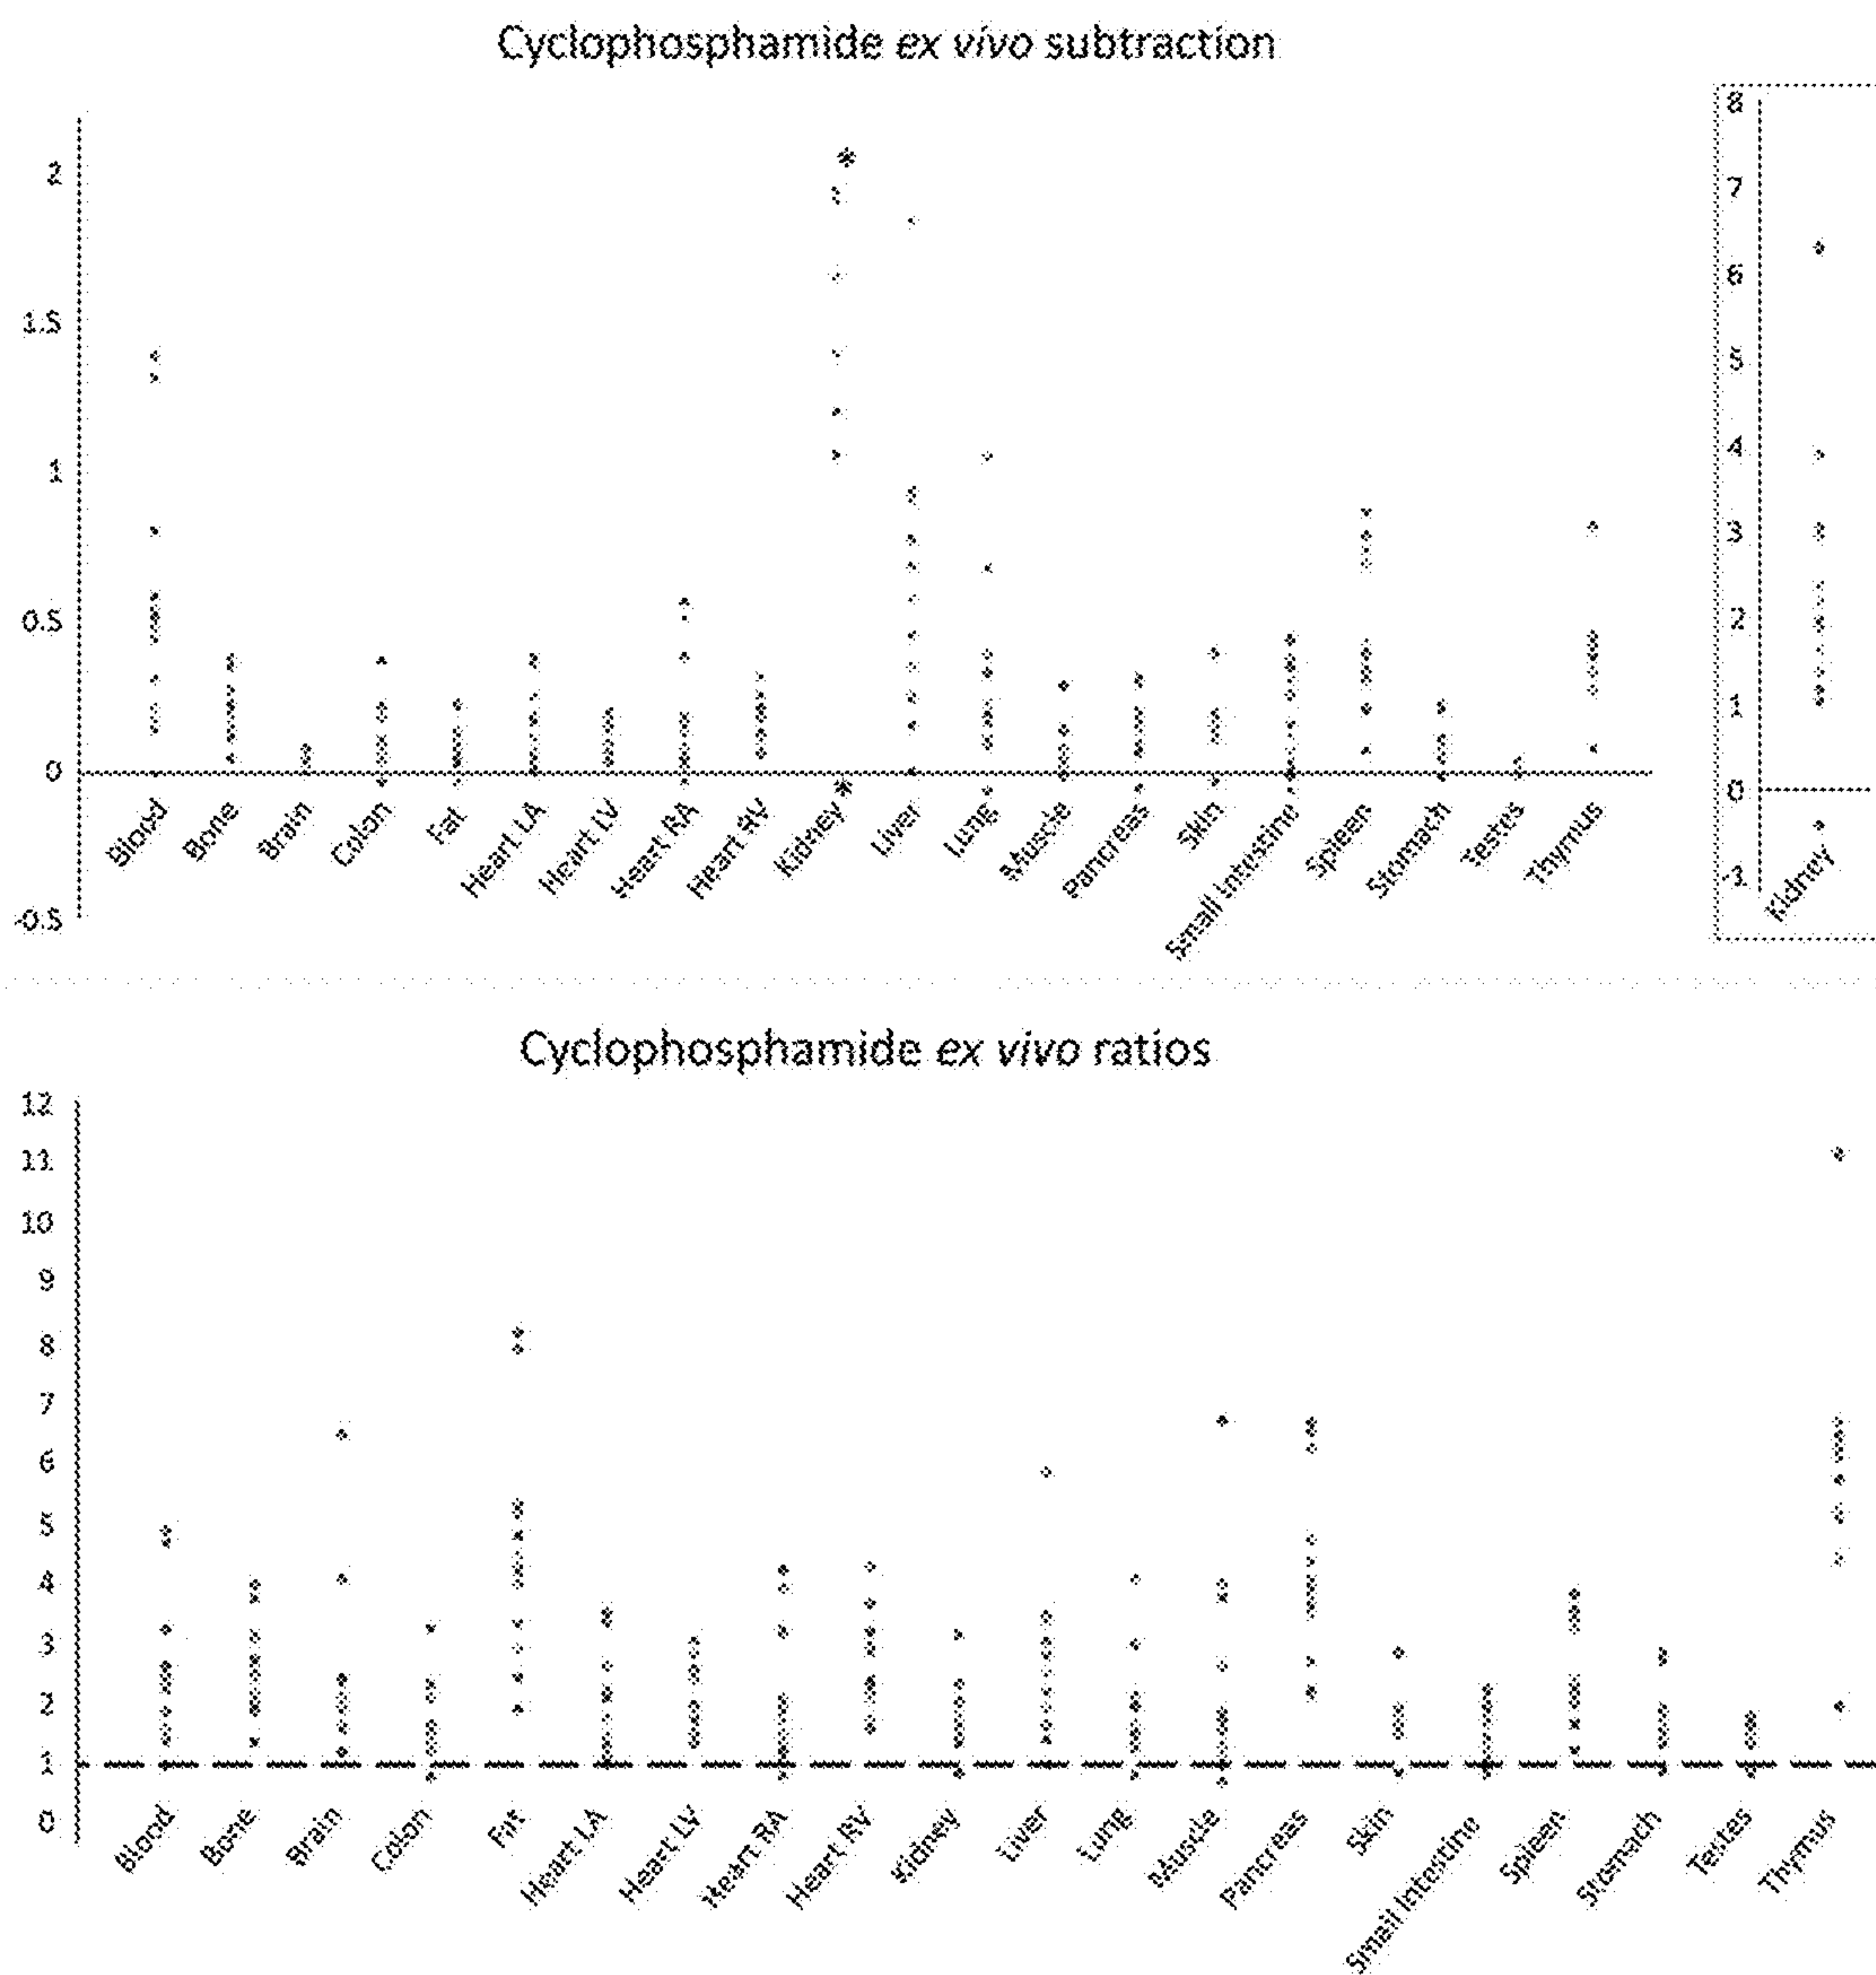 Cyclophosphamide ex vivo subtraction
2
1.5
1
0.5
0
-0.5
*
Blood
Bone
Brain
Colon
Fat
Heart LA
Heart LV
Heart RA
Heart RV
Kidney*
Liver
Lung
Muscle
Pancreas
Skin
Small Intestine
Spleen
Stomach
Testes
Thymus
8
7
6
5
4
3
2
1
0
-1
Kidney
Cyclophosphamide ex vivo ratios
12
11
10
9
8
7
6
5
4
3
2
1
0
Blood
Bone
Brain
Colon
Fat
Heart LA
Heart LV
Heart RA
Heart RV
Kidney
Liver
Lung
Muscle
Pancreas
Skin
Small Intestine
Spleen
Stomach
Testes
Thymus